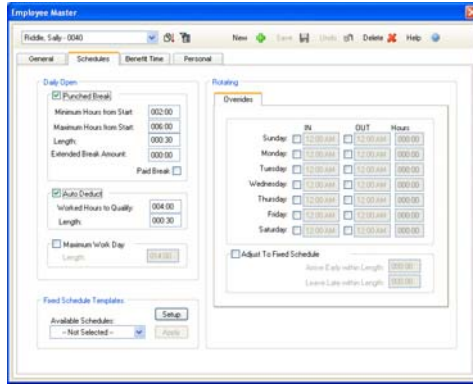 Employee Master
Riddle, Sally - 0040
New Save Undo Delete Help
General Schedules Benefit Time Personal
Daily Open
Punched Break
Minimum Hours from Start: 002:00
Maximum Hours from Start: 006:00
Length: 000:30
Extended Break Amount: 000:00
Paid Break
Auto Deduct
Worked Hours to Qualify: 004:00
Length: 000:30
Maximum Work Day
Length: 014:00
Fixed Schedule Templates
Setup
Available Schedules:
-- Not Selected -- Apply
Rotating
Overrides
IN OUT Hours
Sunday: 12:00 AM 12:00 AM 000:00
Monday: 12:00 AM 12:00 AM 000:00
Tuesday: 12:00 AM 12:00 AM 000:00
Wednesday: 12:00 AM 12:00 AM 000:00
Thursday: 12:00 AM 12:00 AM 000:00
Friday: 12:00 AM 12:00 AM 000:00
Saturday: 12:00 AM 12:00 AM 000:00
Adjust To Fixed Schedule
Arrive Early within Length: 000:00
Leave Late within Length: 000:00